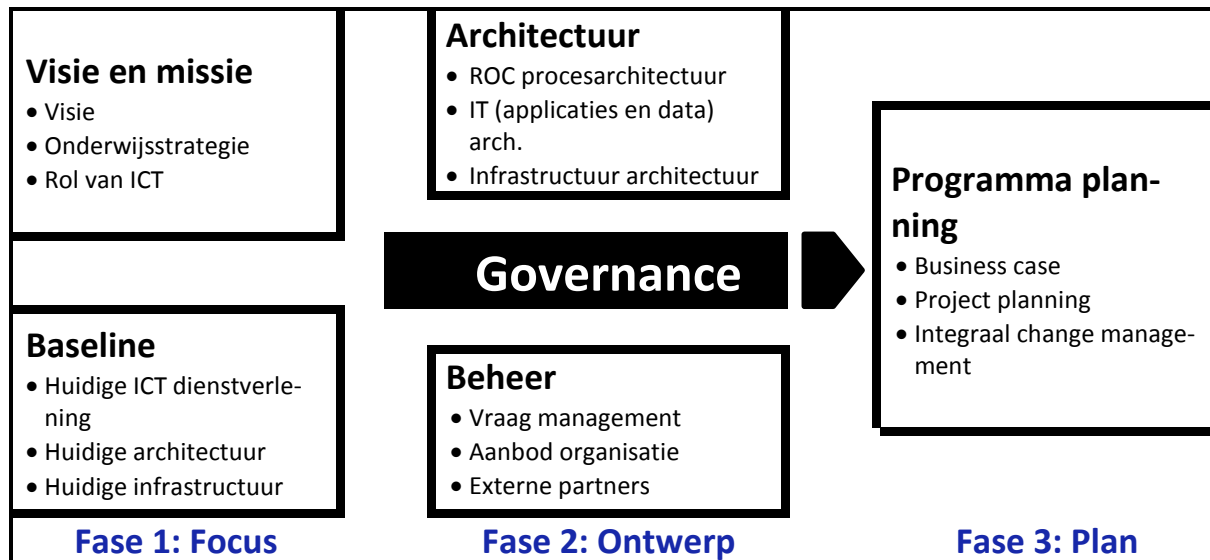 Visie en missie
• Visie
• Onderwijsstrategie
• Rol van ICT
Baseline
• Huidige ICT dienstverle-
ning
• Huidige architectuur
• Huidige infrastructuur
Fase 1: Focus
Architectuur
• ROC procesarchitectuur
• IT (applicaties en data)
arch.
• Infrastructuur architectuur
Governance
Beheer
• Vraag management
• Aanbod organisatie
• Externe partners
Fase 2: Ontwerp
Programma plan-
ning
• Business case
• Project planning
• Integraal change manage-
ment
Fase 3: Plan